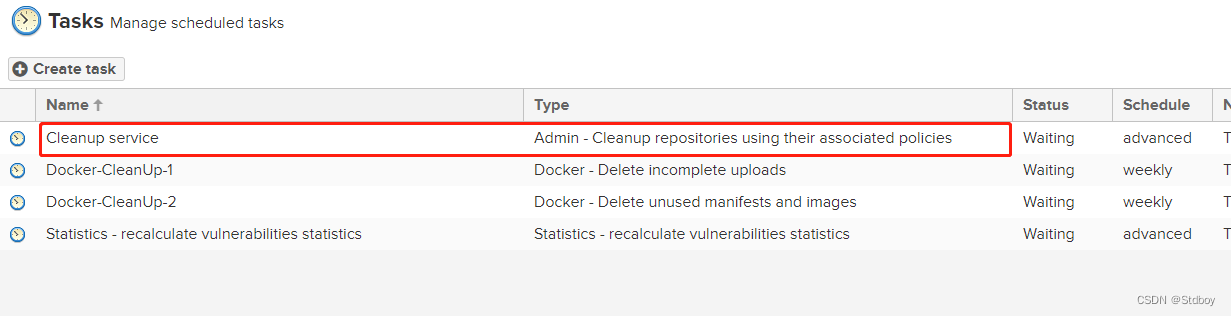 Tasks Manage scheduled tasks
Create task
Name Type Status Schedule N
Cleanup service Admin - Cleanup repositories using their associated policies Waiting advanced T
Docker-CleanUp-1 Docker - Delete incomplete uploads Waiting weekly T
Docker-CleanUp-2 Docker - Delete unused manifests and images Waiting weekly T
Statistics - recalculate vulnerabilities statistics Statistics - recalculate vulnerabilities statistics Waiting advanced T
CSDN @Stdboy